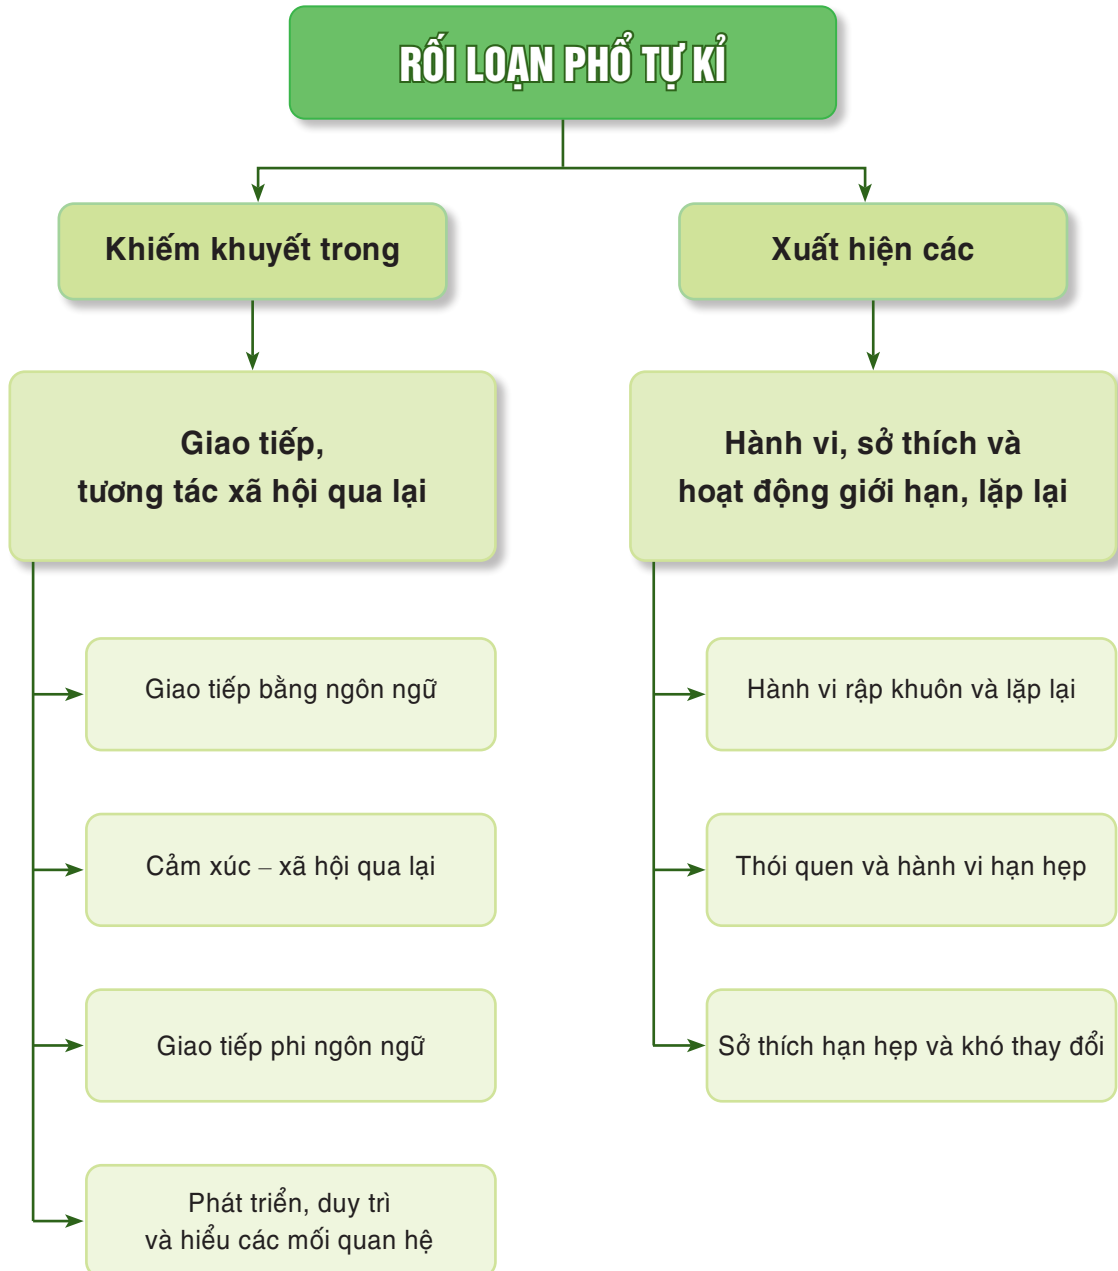 RỐI LOẠN PHỔ TỰ KỈ
Khiếm khuyết trong
Xuất hiện các
Giao tiếp,
tương tác xã hội qua lại
Hành vi, sở thích và
hoạt động giới hạn, lặp lại
Giao tiếp bằng ngôn ngữ
Hành vi rập khuôn và lặp lại
Cảm xúc – xã hội qua lại
Thói quen và hành vi hạn hẹp
Giao tiếp phi ngôn ngữ
Sở thích hạn hẹp và khó thay đổi
Phát triển, duy trì
và hiểu các mối quan hệ